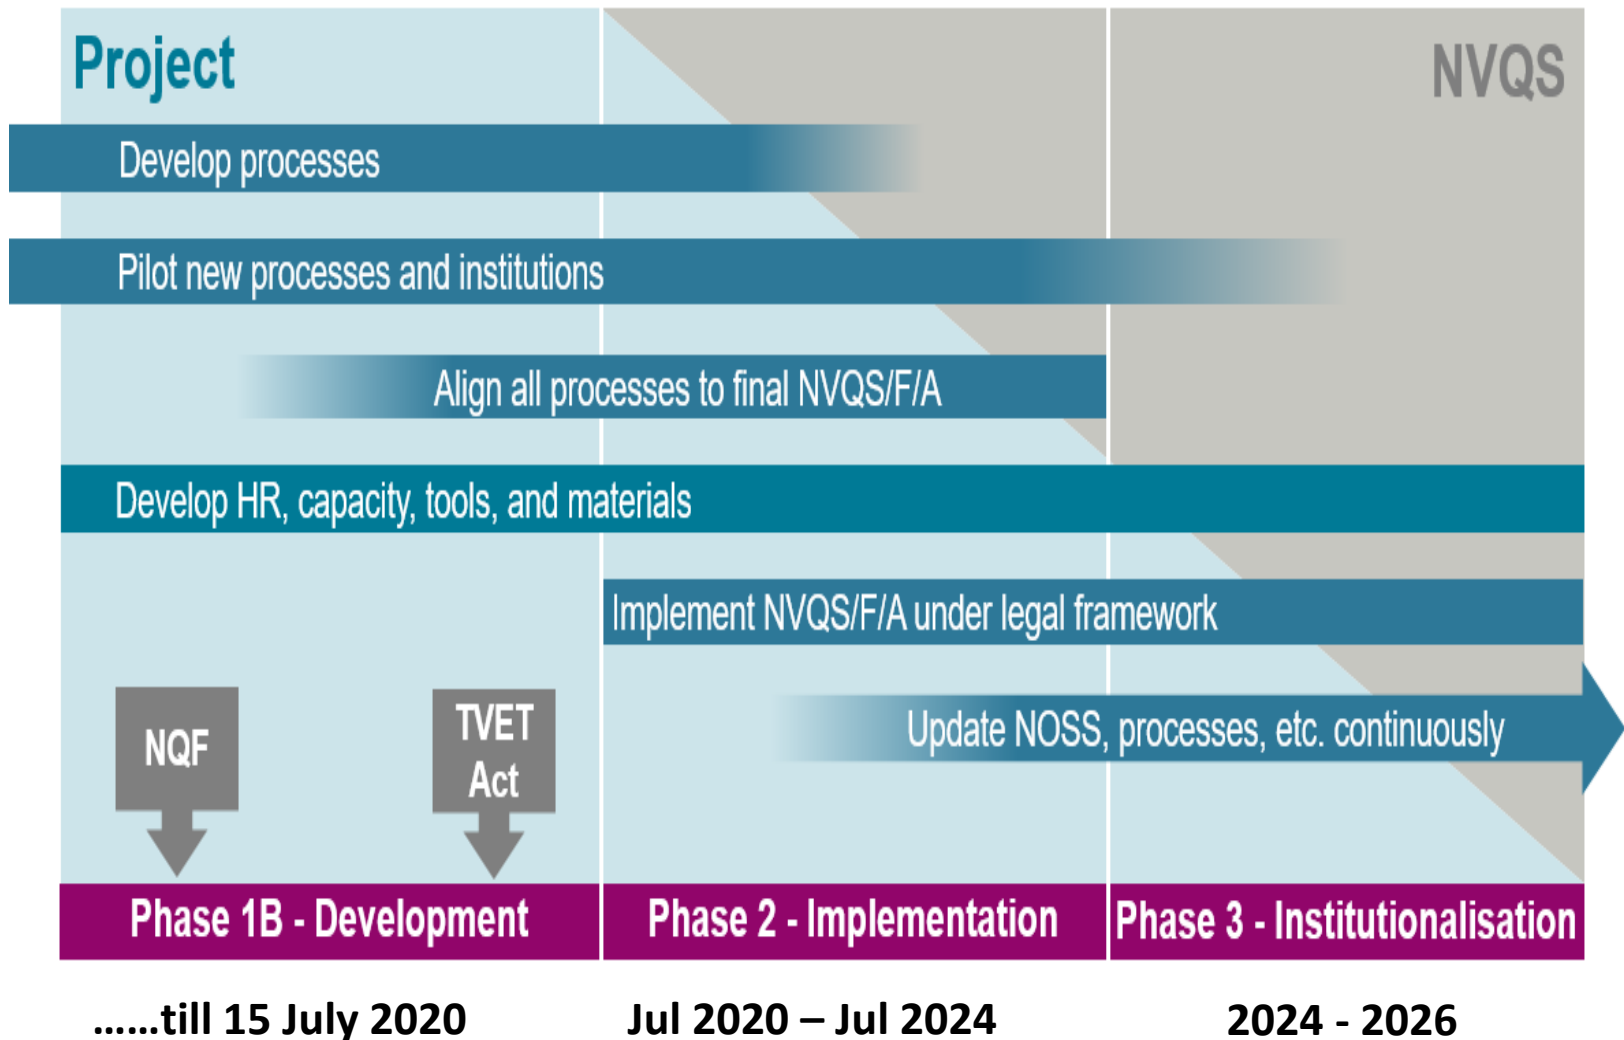 Project
NVQS
Develop processes
Pilot new processes and institutions
Align all processes to final NVQS/F/A
Develop HR, capacity, tools, and materials
Implement NVQS/F/A under legal framework
Update NOSS, processes, etc. continuously
NQF
TVET
Act
Phase 1B - Development
Phase 2 - Implementation
Phase 3 - Institutionalisation
......till 15 July 2020
Jul 2020 – Jul 2024
2024 - 2026